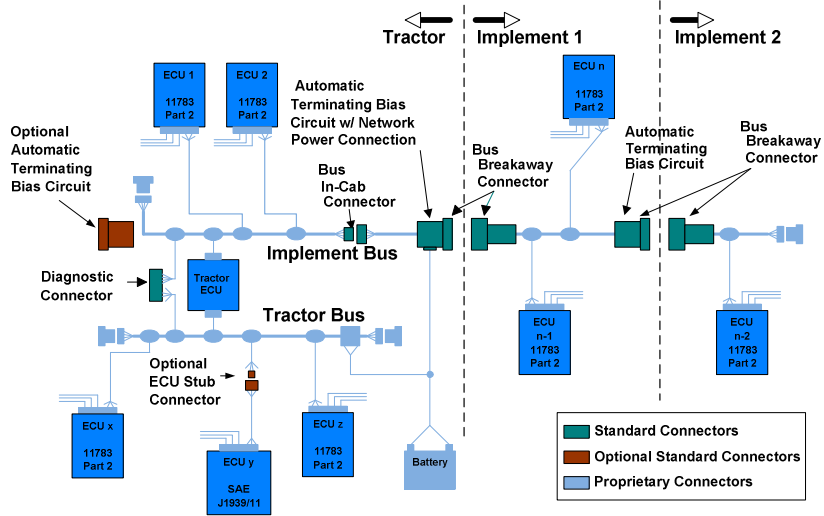 Tractor
Implement 1
Implement 2
ECU 1
11783
Part 2
ECU 2
11783
Part 2
Automatic
Terminating Bias
Circuit w/ Network
Power Connection
ECU n
11783
Part 2
Optional
Automatic
Terminating
Bias Circuit
Bus
In-Cab
Connector
Bus
Breakaway
Connector
Automatic
Terminating
Bias Circuit
Bus
Breakaway
Connector
Implement Bus
Diagnostic
Connector
Tractor
ECU
Tractor Bus
Optional
ECU Stub
Connector
ECU
n-1
11783
Part 2
ECU
n-2
11783
Part 2
ECU x
11783
Part 2
ECU y
SAE
J1939/11
ECU z
11783
Part 2
Battery
Standard Connectors
Optional Standard Connectors
Proprietary Connectors